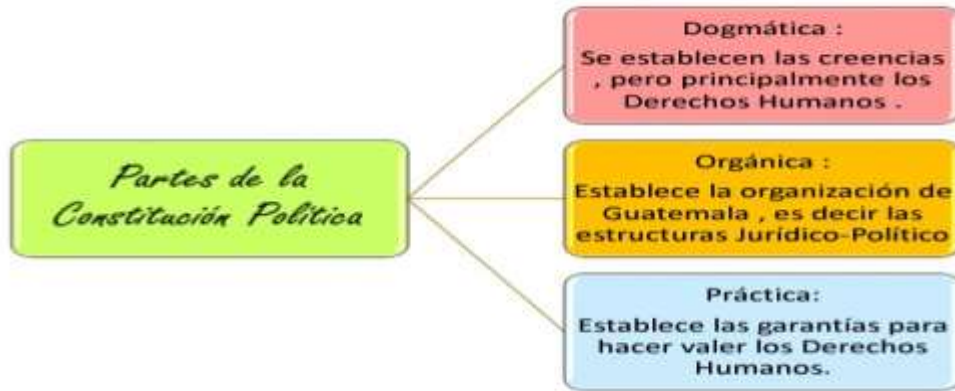 Partes de la
Constitución Política
Dogmática :
Se establecen las creencias
, pero principalmente los
Derechos Humanos .
Orgánica :
Establece la organización de
Guatemala , es decir las
estructuras Jurídico-Político
Práctica:
Establece las garantías para
hacer valer los Derechos
Humanos.